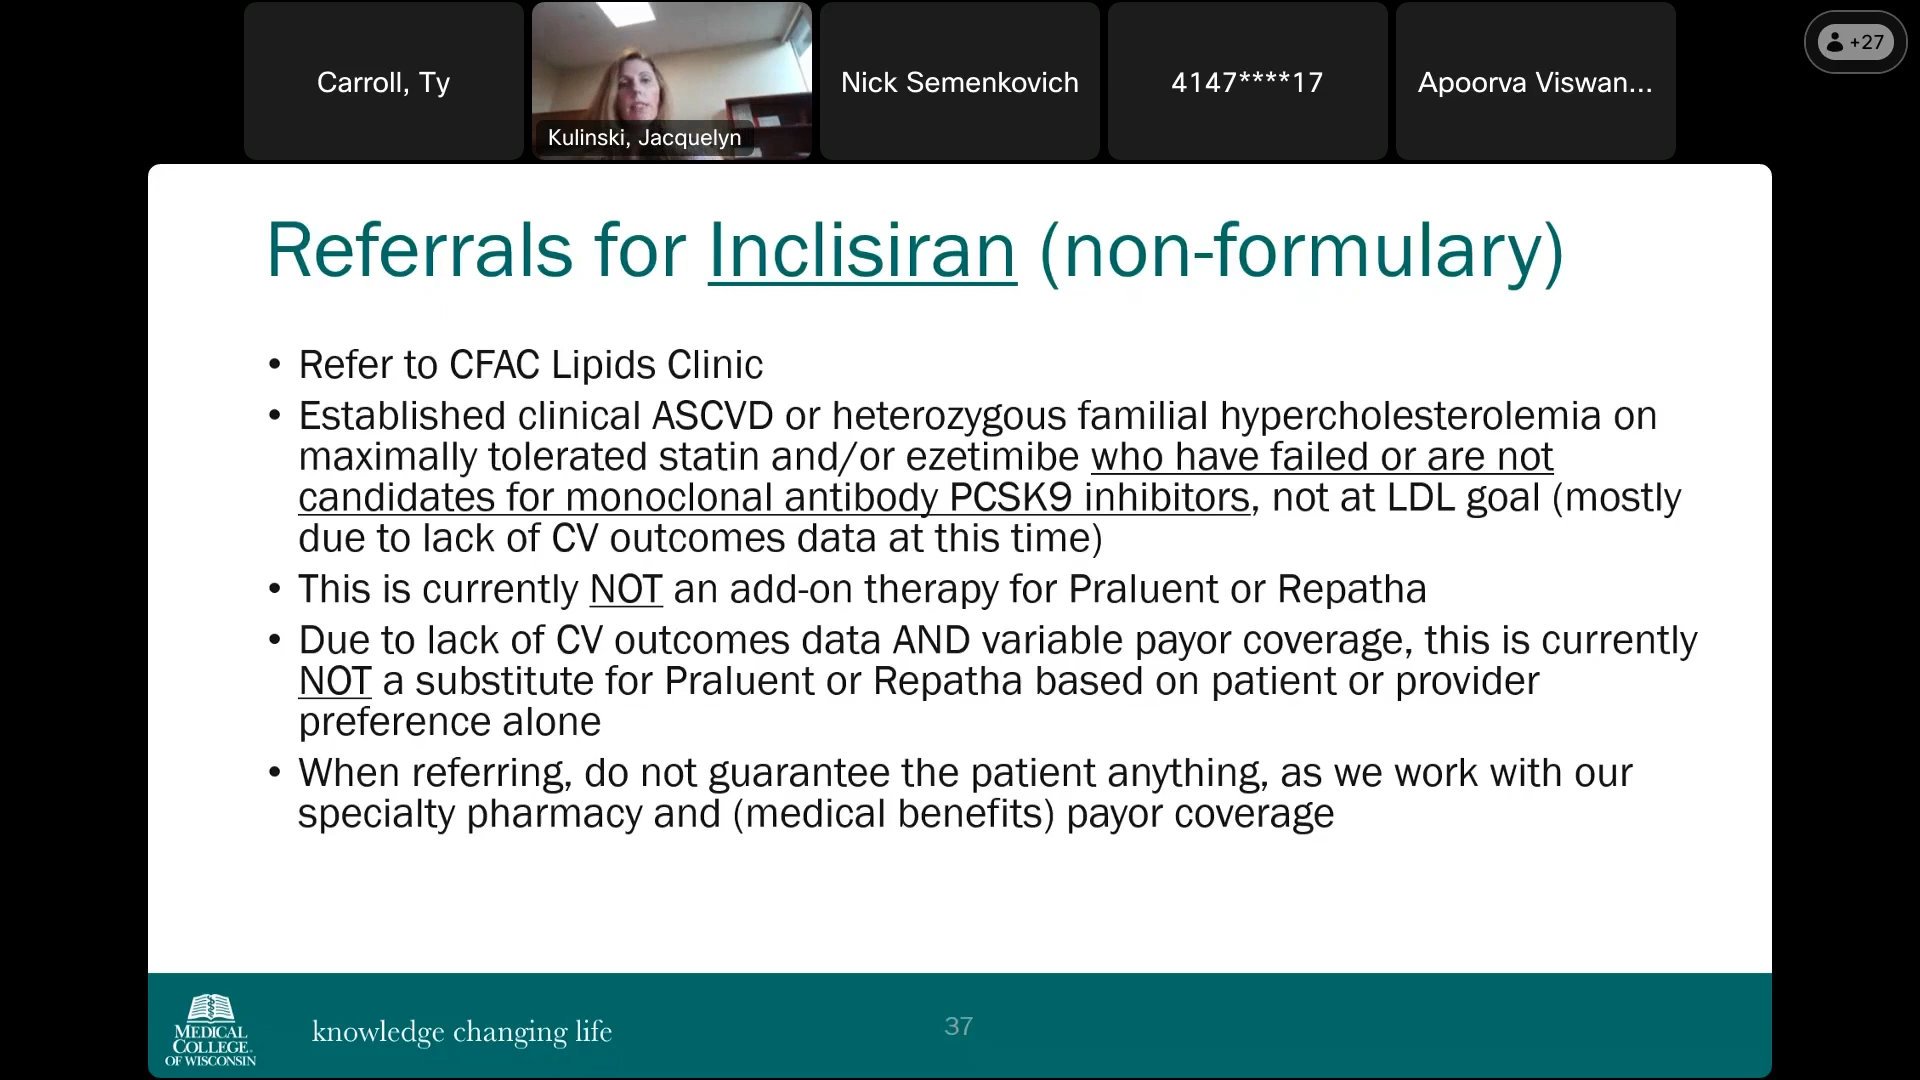 Carroll, Ty
Kulinski, Jacquelyn
Nick Semenkovich
4147****17
Apoorva Viswan...
+27
Referrals for Inclisiran (non-formulary)
• Refer to CFAC Lipids Clinic
• Established clinical ASCVD or heterozygous familial hypercholesterolemia on
maximally tolerated statin and/or ezetimibe who have failed or are not
candidates for monoclonal antibody PCSK9 inhibitors, not at LDL goal (mostly
due to lack of CV outcomes data at this time)
• This is currently NOT an add-on therapy for Praluent or Repatha
• Due to lack of CV outcomes data AND variable payor coverage, this is currently
NOT a substitute for Praluent or Repatha based on patient or provider
preference alone
• When referring, do not guarantee the patient anything, as we work with our
specialty pharmacy and (medical benefits) payor coverage
MEDICAL
COLLEGE
OF WISCONSIN
knowledge changing life
37